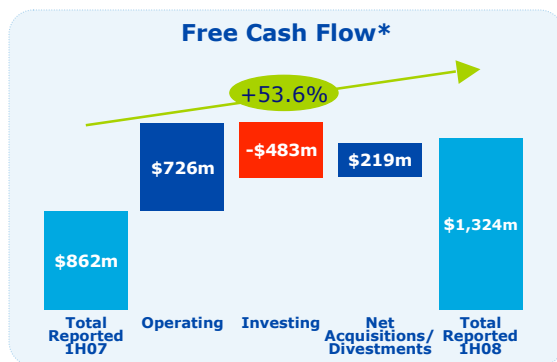 Free Cash Flow*
+53.6%
$726m
-$483m
$219m
$862m
$1,324m
Total
Reported
1H07
Operating
Investing
Net
Acquisitions/
Divestments
Total
Reported
1H08